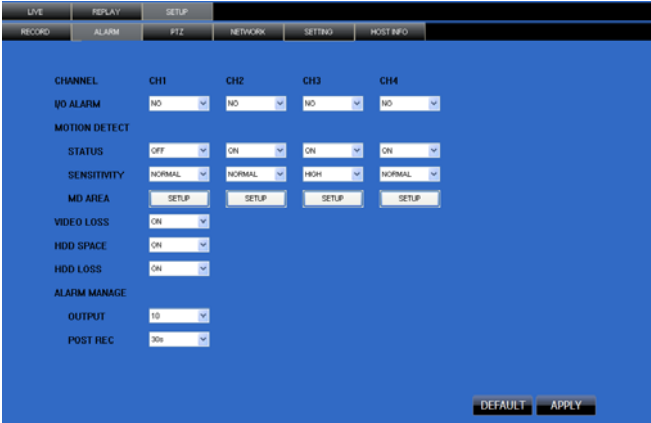 LIVE REPLAY SETUP
RECORD ALARM PTZ NETWORK SETTING HOST INFO
CHANNEL CH1 CH2 CH3 CH4
I/O ALARM NO NO NO NO
MOTION DETECT
STATUS OFF ON ON ON
SENSITIVITY NORMAL NORMAL HIGH NORMAL
MD AREA SETUP SETUP SETUP SETUP
VIDEO LOSS ON
HDD SPACE ON
HDD LOSS ON
ALARM MANAGE
OUTPUT 10
POST REC 30s
DEFAULT APPLY